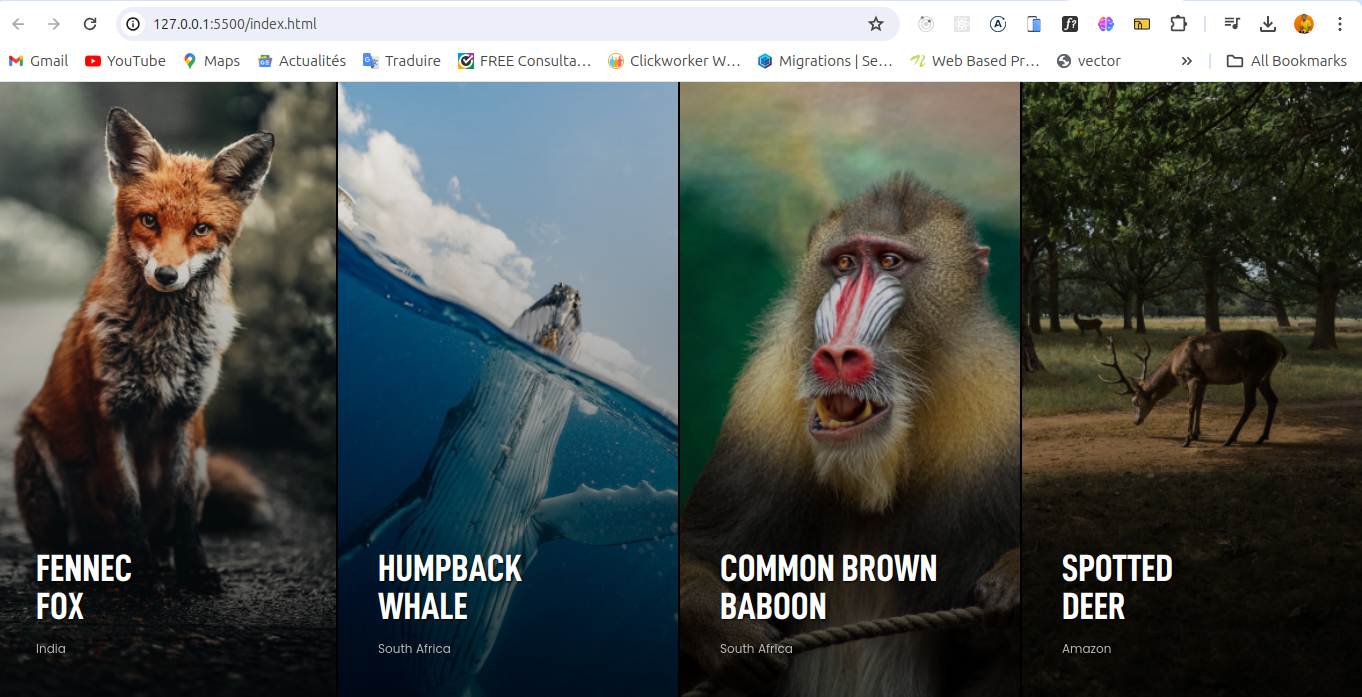 127.0.0.1:5500/index.html
Gmail
YouTube
Maps
Actualités
Traduire
FREE Consulta…
Clickworker W…
Migrations | Se…
Web Based Pr…
vector
»
All Bookmarks
FENNEC
FOX
India
HUMPBACK
WHALE
South Africa
COMMON BROWN
BABOON
South Africa
SPOTTED
DEER
Amazon